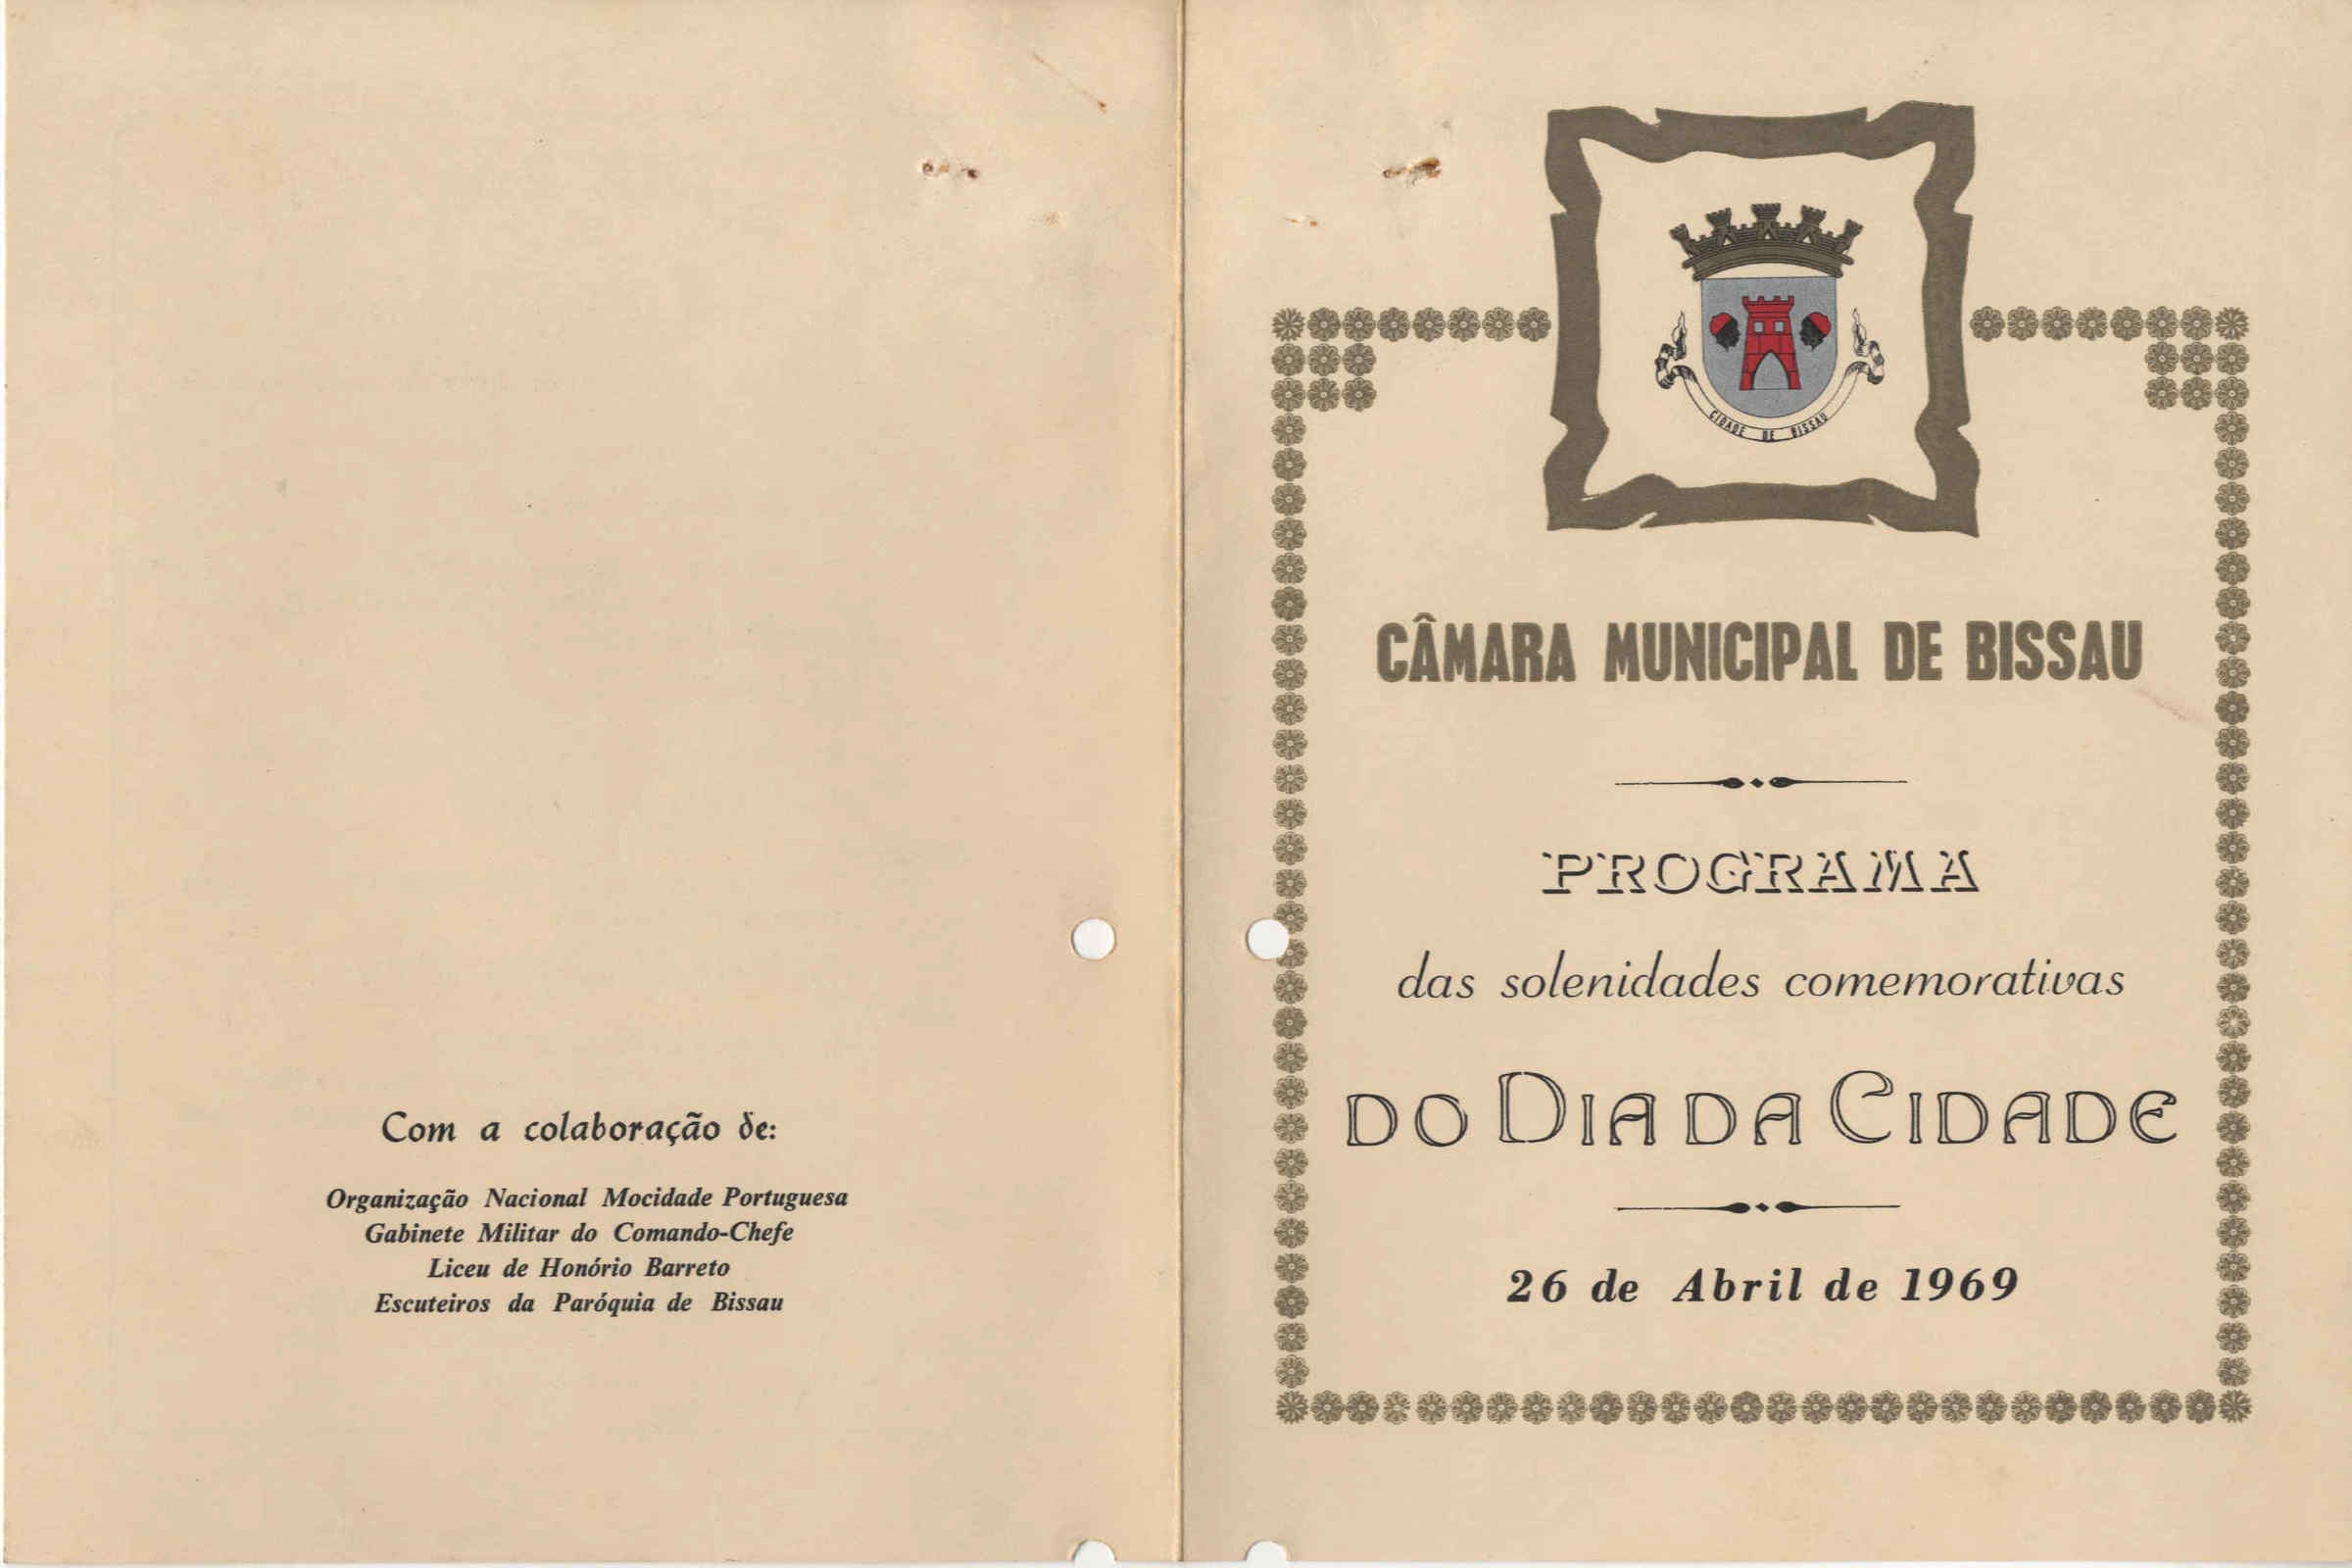 Com a colaboração de:
Organização Nacional Mocidade Portuguesa
Gabinete Militar do Comando-Chefe
Liceu de Honório Barreto
Escuteiros da Paróquia de Bissau
CIDADE DE BISSAU
CÂMARA MUNICIPAL DE BISSAU
PROGRAMA
das solenidades comemorativas
DO DIA DA CIDADE
26 de Abril de 1969